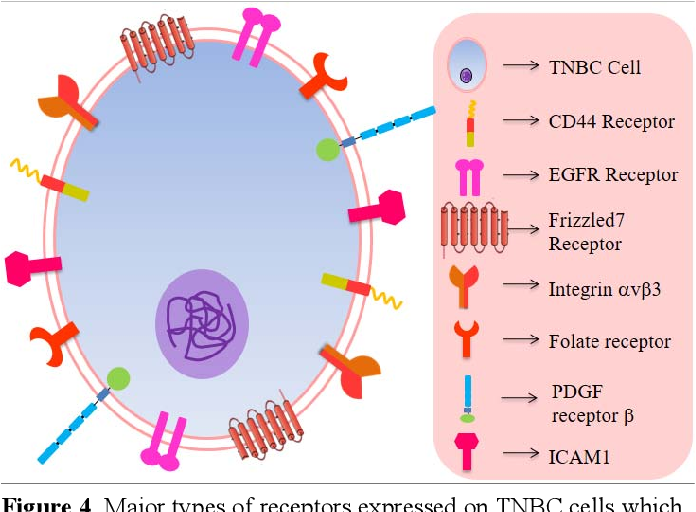 TNBC Cell
CD44 Receptor
EGFR Receptor
Frizzled7
Receptor
Integrin αvβ3
Folate receptor
PDGF
receptor β
ICAM1
Figure 4. Major types of receptors expressed on TNBC cells which